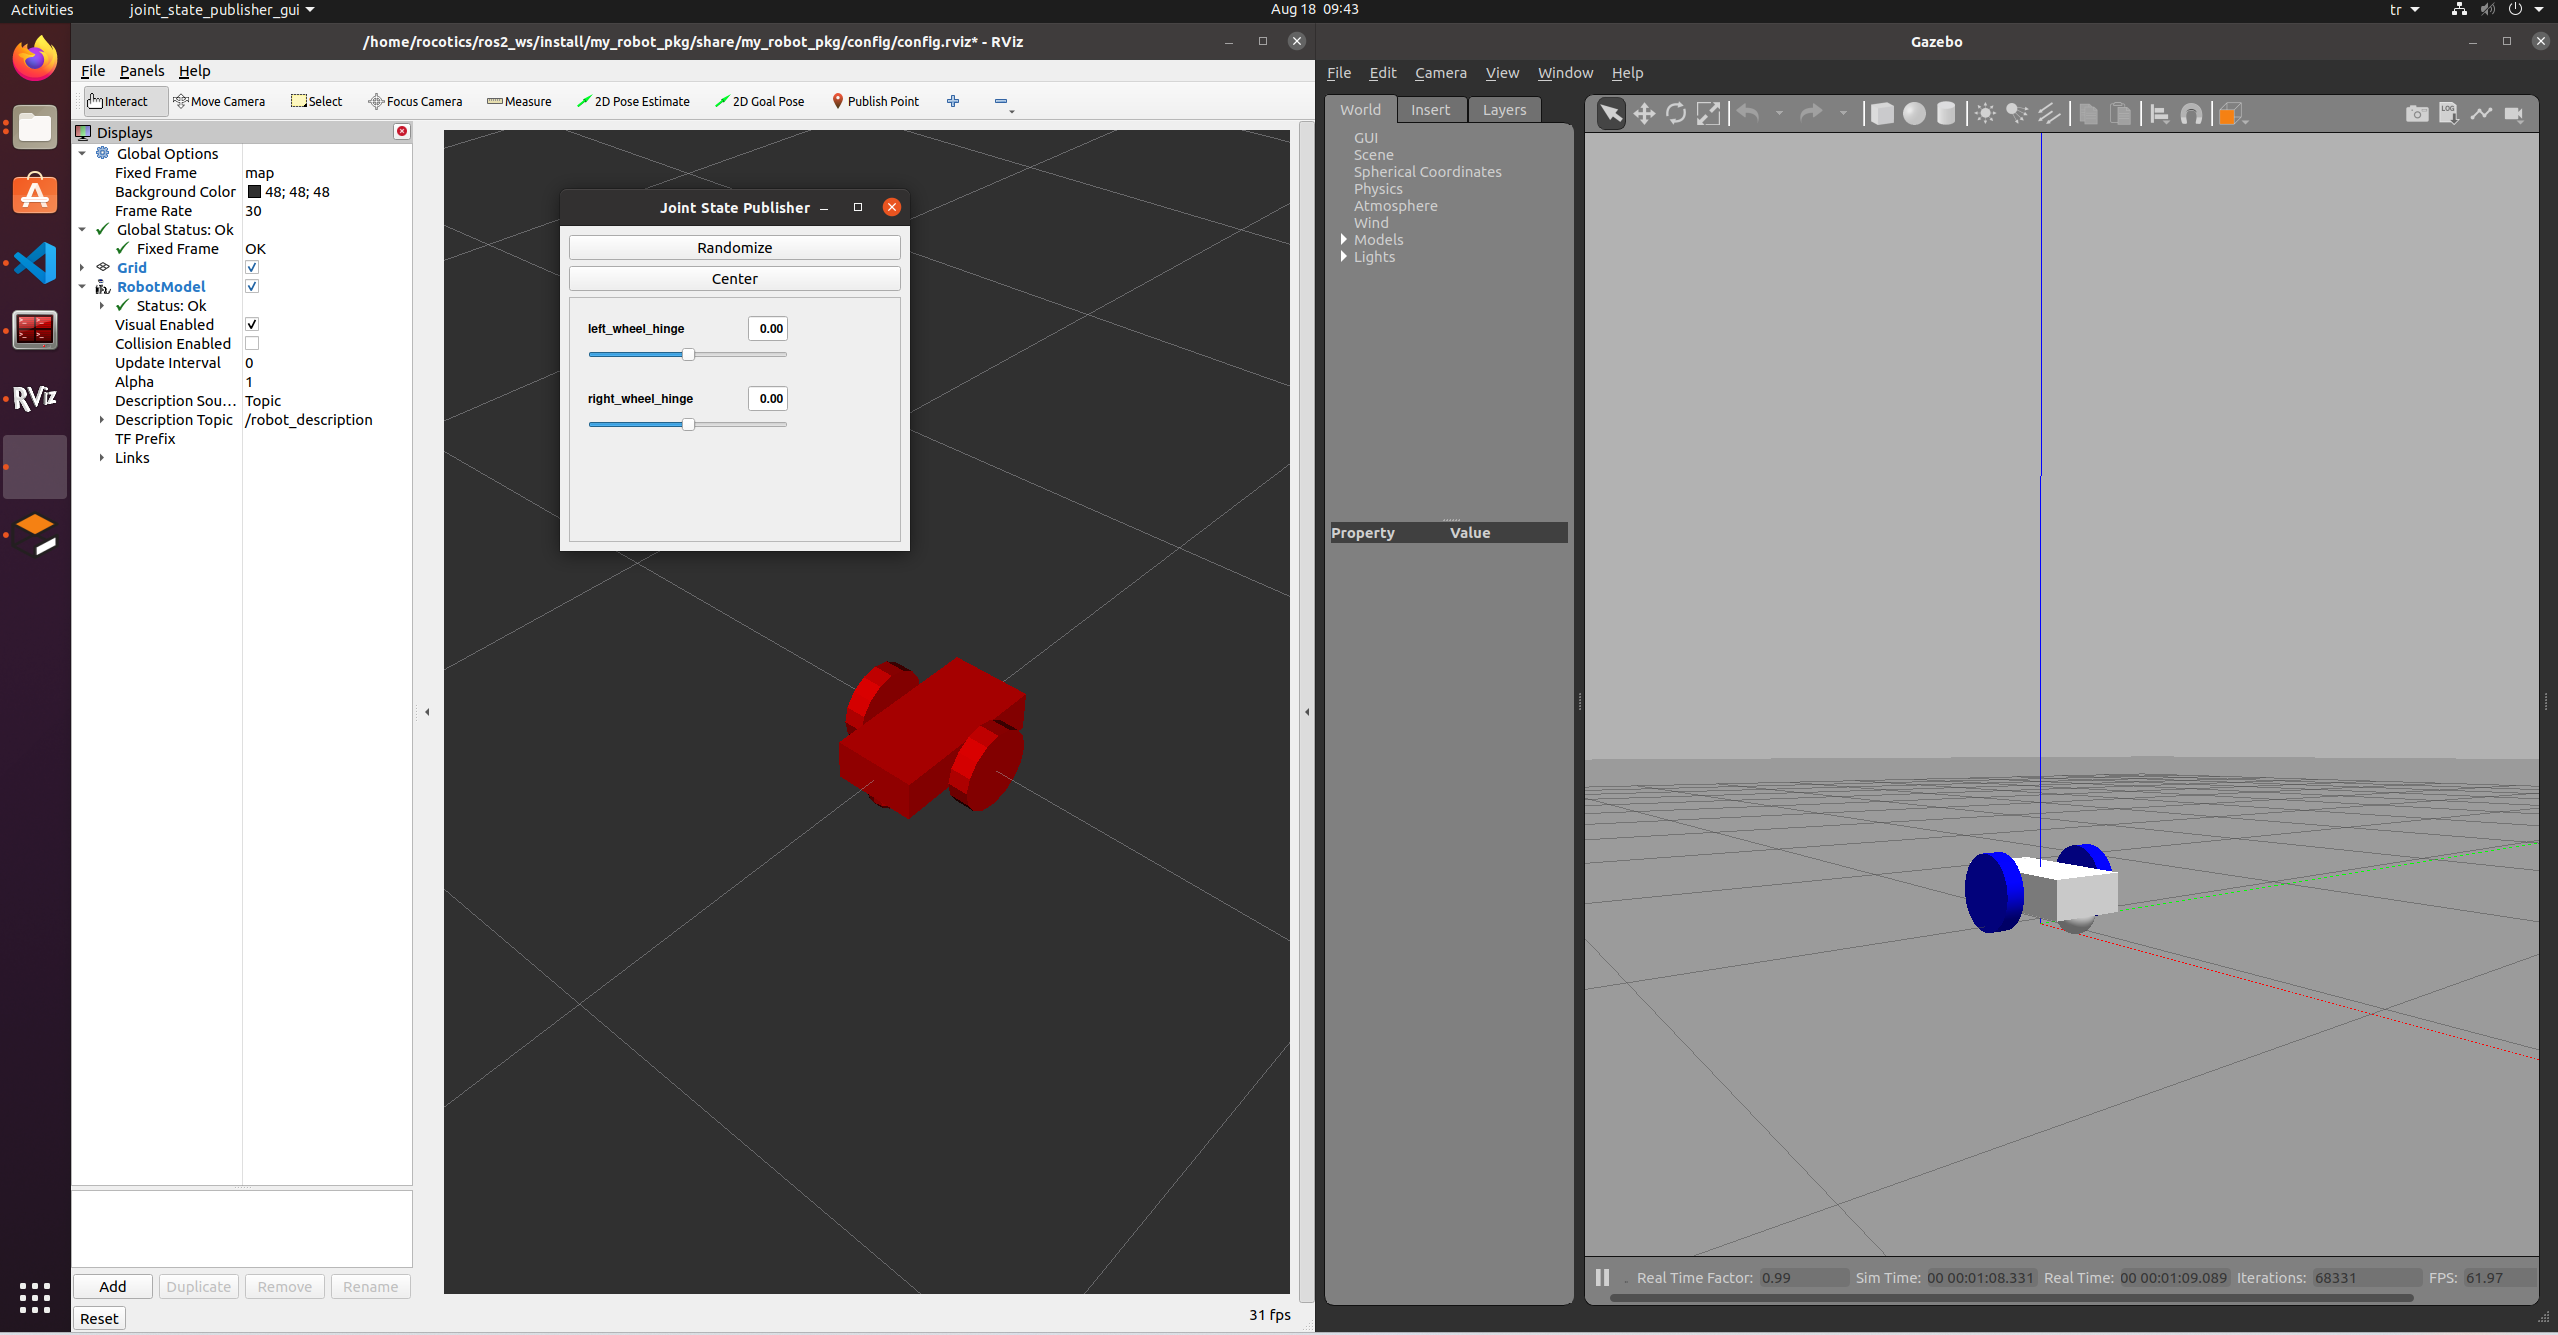 Activities joint_state_publisher_gui Aug 18 09:43 tr
/home/rocotics/ros2_ws/install/my_robot_pkg/share/my_robot_pkg/config/config.rviz* - RViz
File Panels Help
Interact Move Camera Select Focus Camera Measure 2D Pose Estimate 2D Goal Pose Publish Point
Displays
Global Options
Fixed Frame map
Background Color 48; 48; 48
Frame Rate 30
Global Status: Ok
Fixed Frame OK
Grid
RobotModel
Status: Ok
Visual Enabled
Collision Enabled
Update Interval 0
Alpha 1
Description Sou... Topic
Description Topic /robot_description
TF Prefix
Links
Add Duplicate Remove Rename
Reset
31 fps
RViz
Joint State Publisher
Randomize
Center
left_wheel_hinge 0.00
right_wheel_hinge 0.00
Gazebo
File Edit Camera View Window Help
World Insert Layers
LOG
GUI
Scene
Spherical Coordinates
Physics
Atmosphere
Wind
Models
Lights
Property Value
Real Time Factor: 0.99 Sim Time: 00 00:01:08.331 Real Time: 00 00:01:09.089 Iterations: 68331 FPS: 61.97